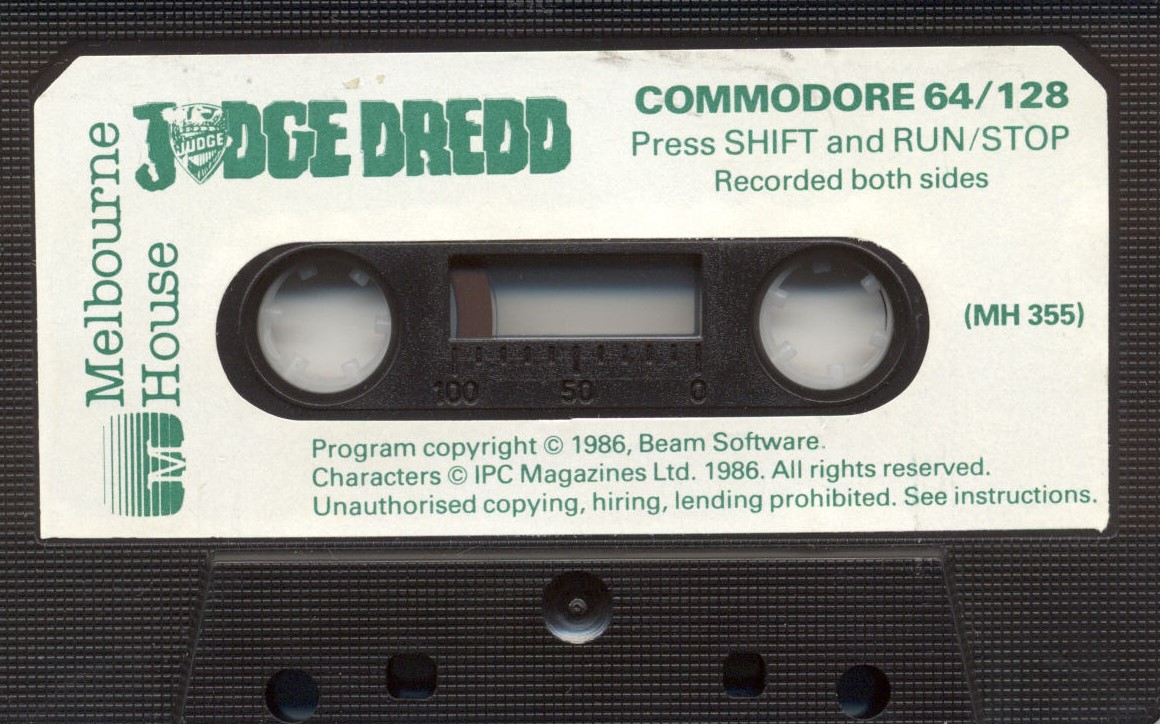 JUDGE DREDD
JUDGE
COMMODORE 64/128
Press SHIFT and RUN/STOP
Recorded both sides
Melbourne
House
(MH 355)
100 50 0
Program copyright © 1986, Beam Software.
Characters © IPC Magazines Ltd. 1986. All rights reserved.
Unauthorised copying, hiring, lending prohibited. See instructions.